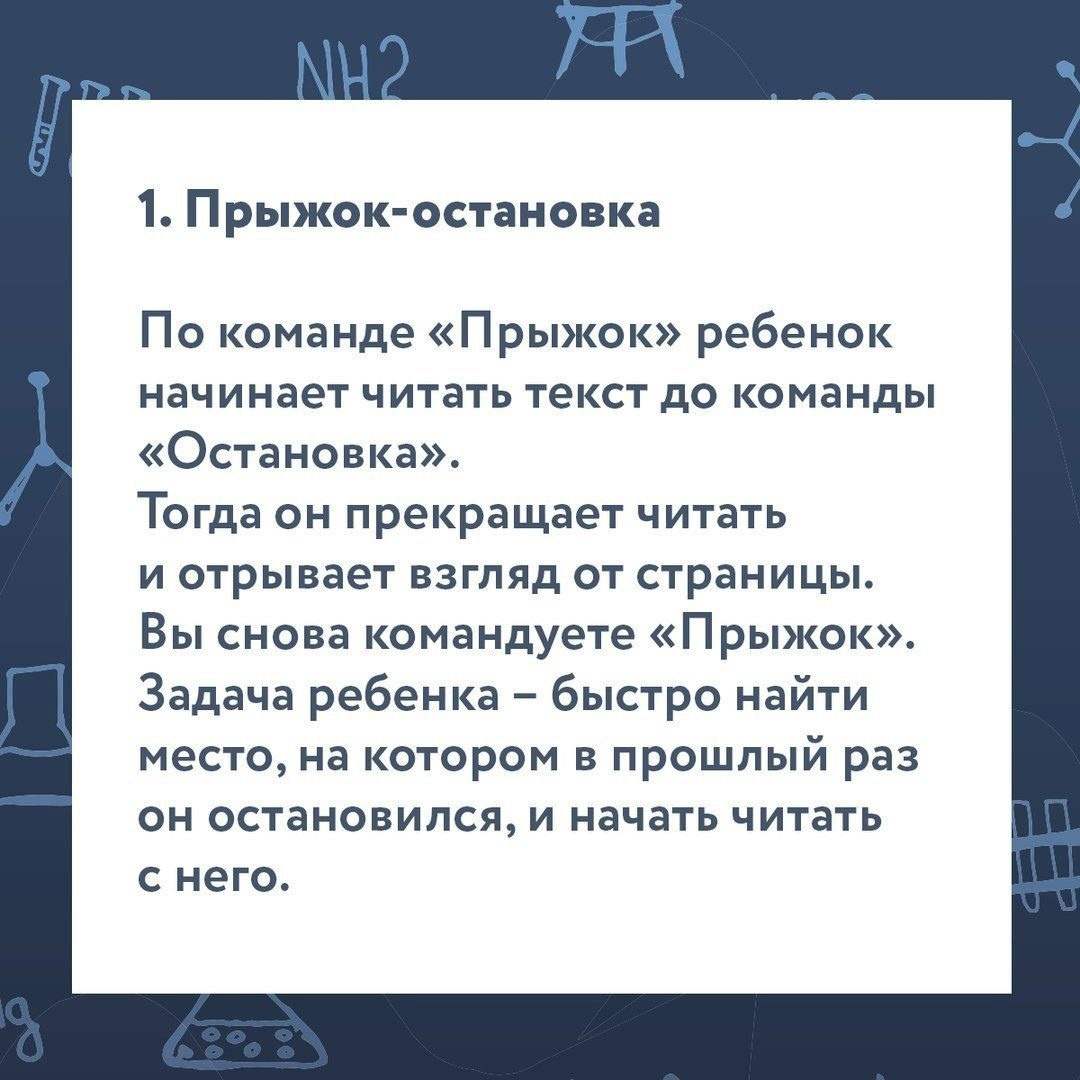 NH2
1. Прыжок-остановка
По команде «Прыжок» ребенок
начинает читать текст до команды
«Остановка».
Тогда он прекращает читать
и отрывает взгляд от страницы.
Вы снова командуете «Прыжок».
Задача ребенка – быстро найти
место, на котором в прошлый раз
он остановился, и начать читать
с него.